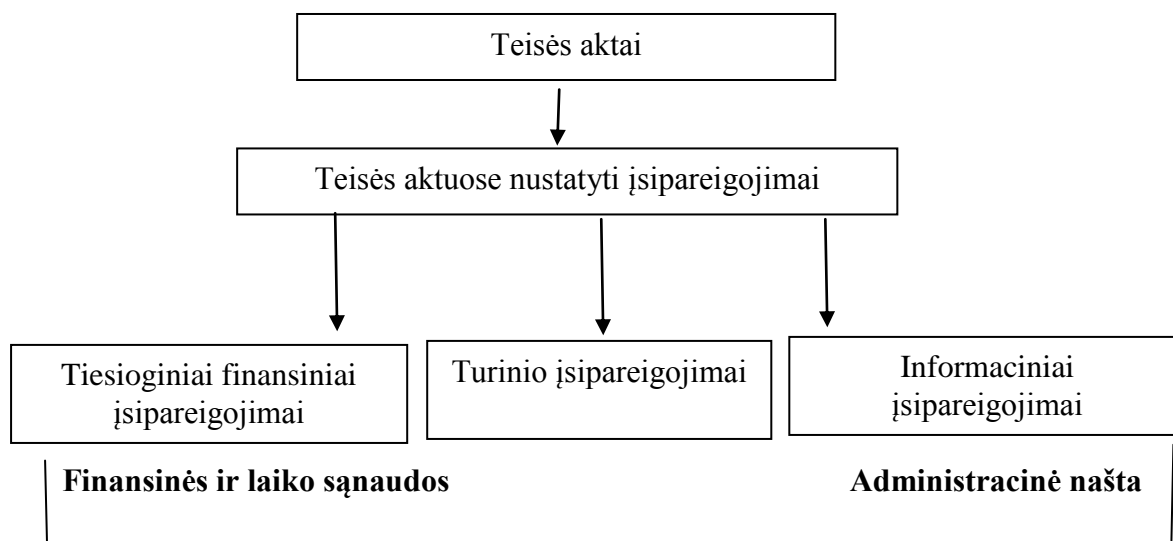 Teisės aktai
Teisės aktuose nustatyti įsipareigojimai
Tiesioginiai finansiniai
įsipareigojimai
Turinio įsipareigojimai
Informaciniai
įsipareigojimai
Finansinės ir laiko sąnaudos
Administracinė našta